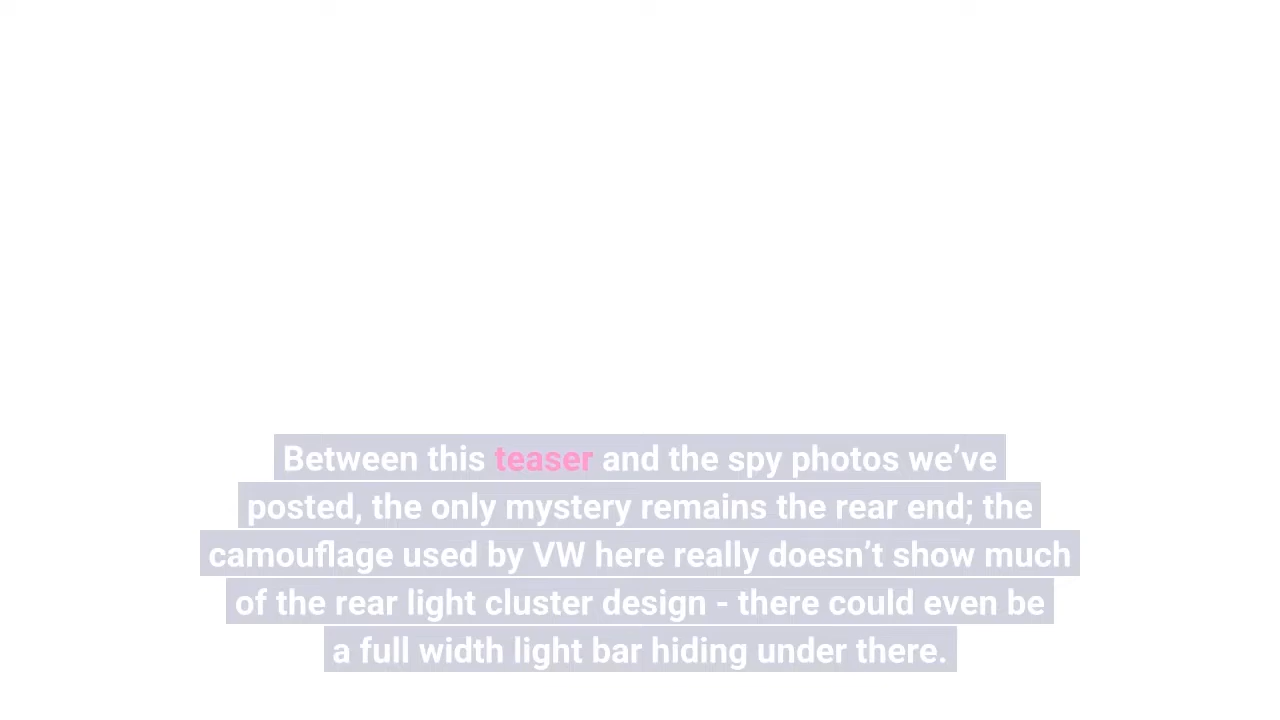 Between this teaser and the spy photos we’ve
posted, the only mystery remains the rear end; the
camouflage used by VW here really doesn’t show much
of the rear light cluster design - there could even be
a full width light bar hiding under there.